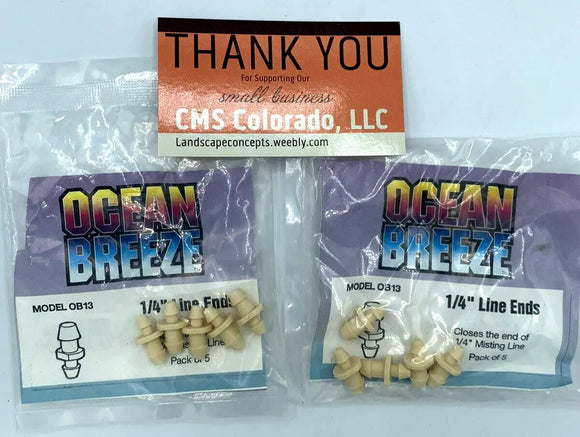 THANK YOU
For Supporting Our
small business
CMS Colorado, LLC
Landscapeconcepts.weebly.com
OCEAN
BREEZE
MODEL OB13
1/4" Line Ends
Line
Pack of 5
OCEAN
BREEZE
MODEL OB13
1/4" Line Ends
Closes the end of
1/4" Misting Line
Pack of 5